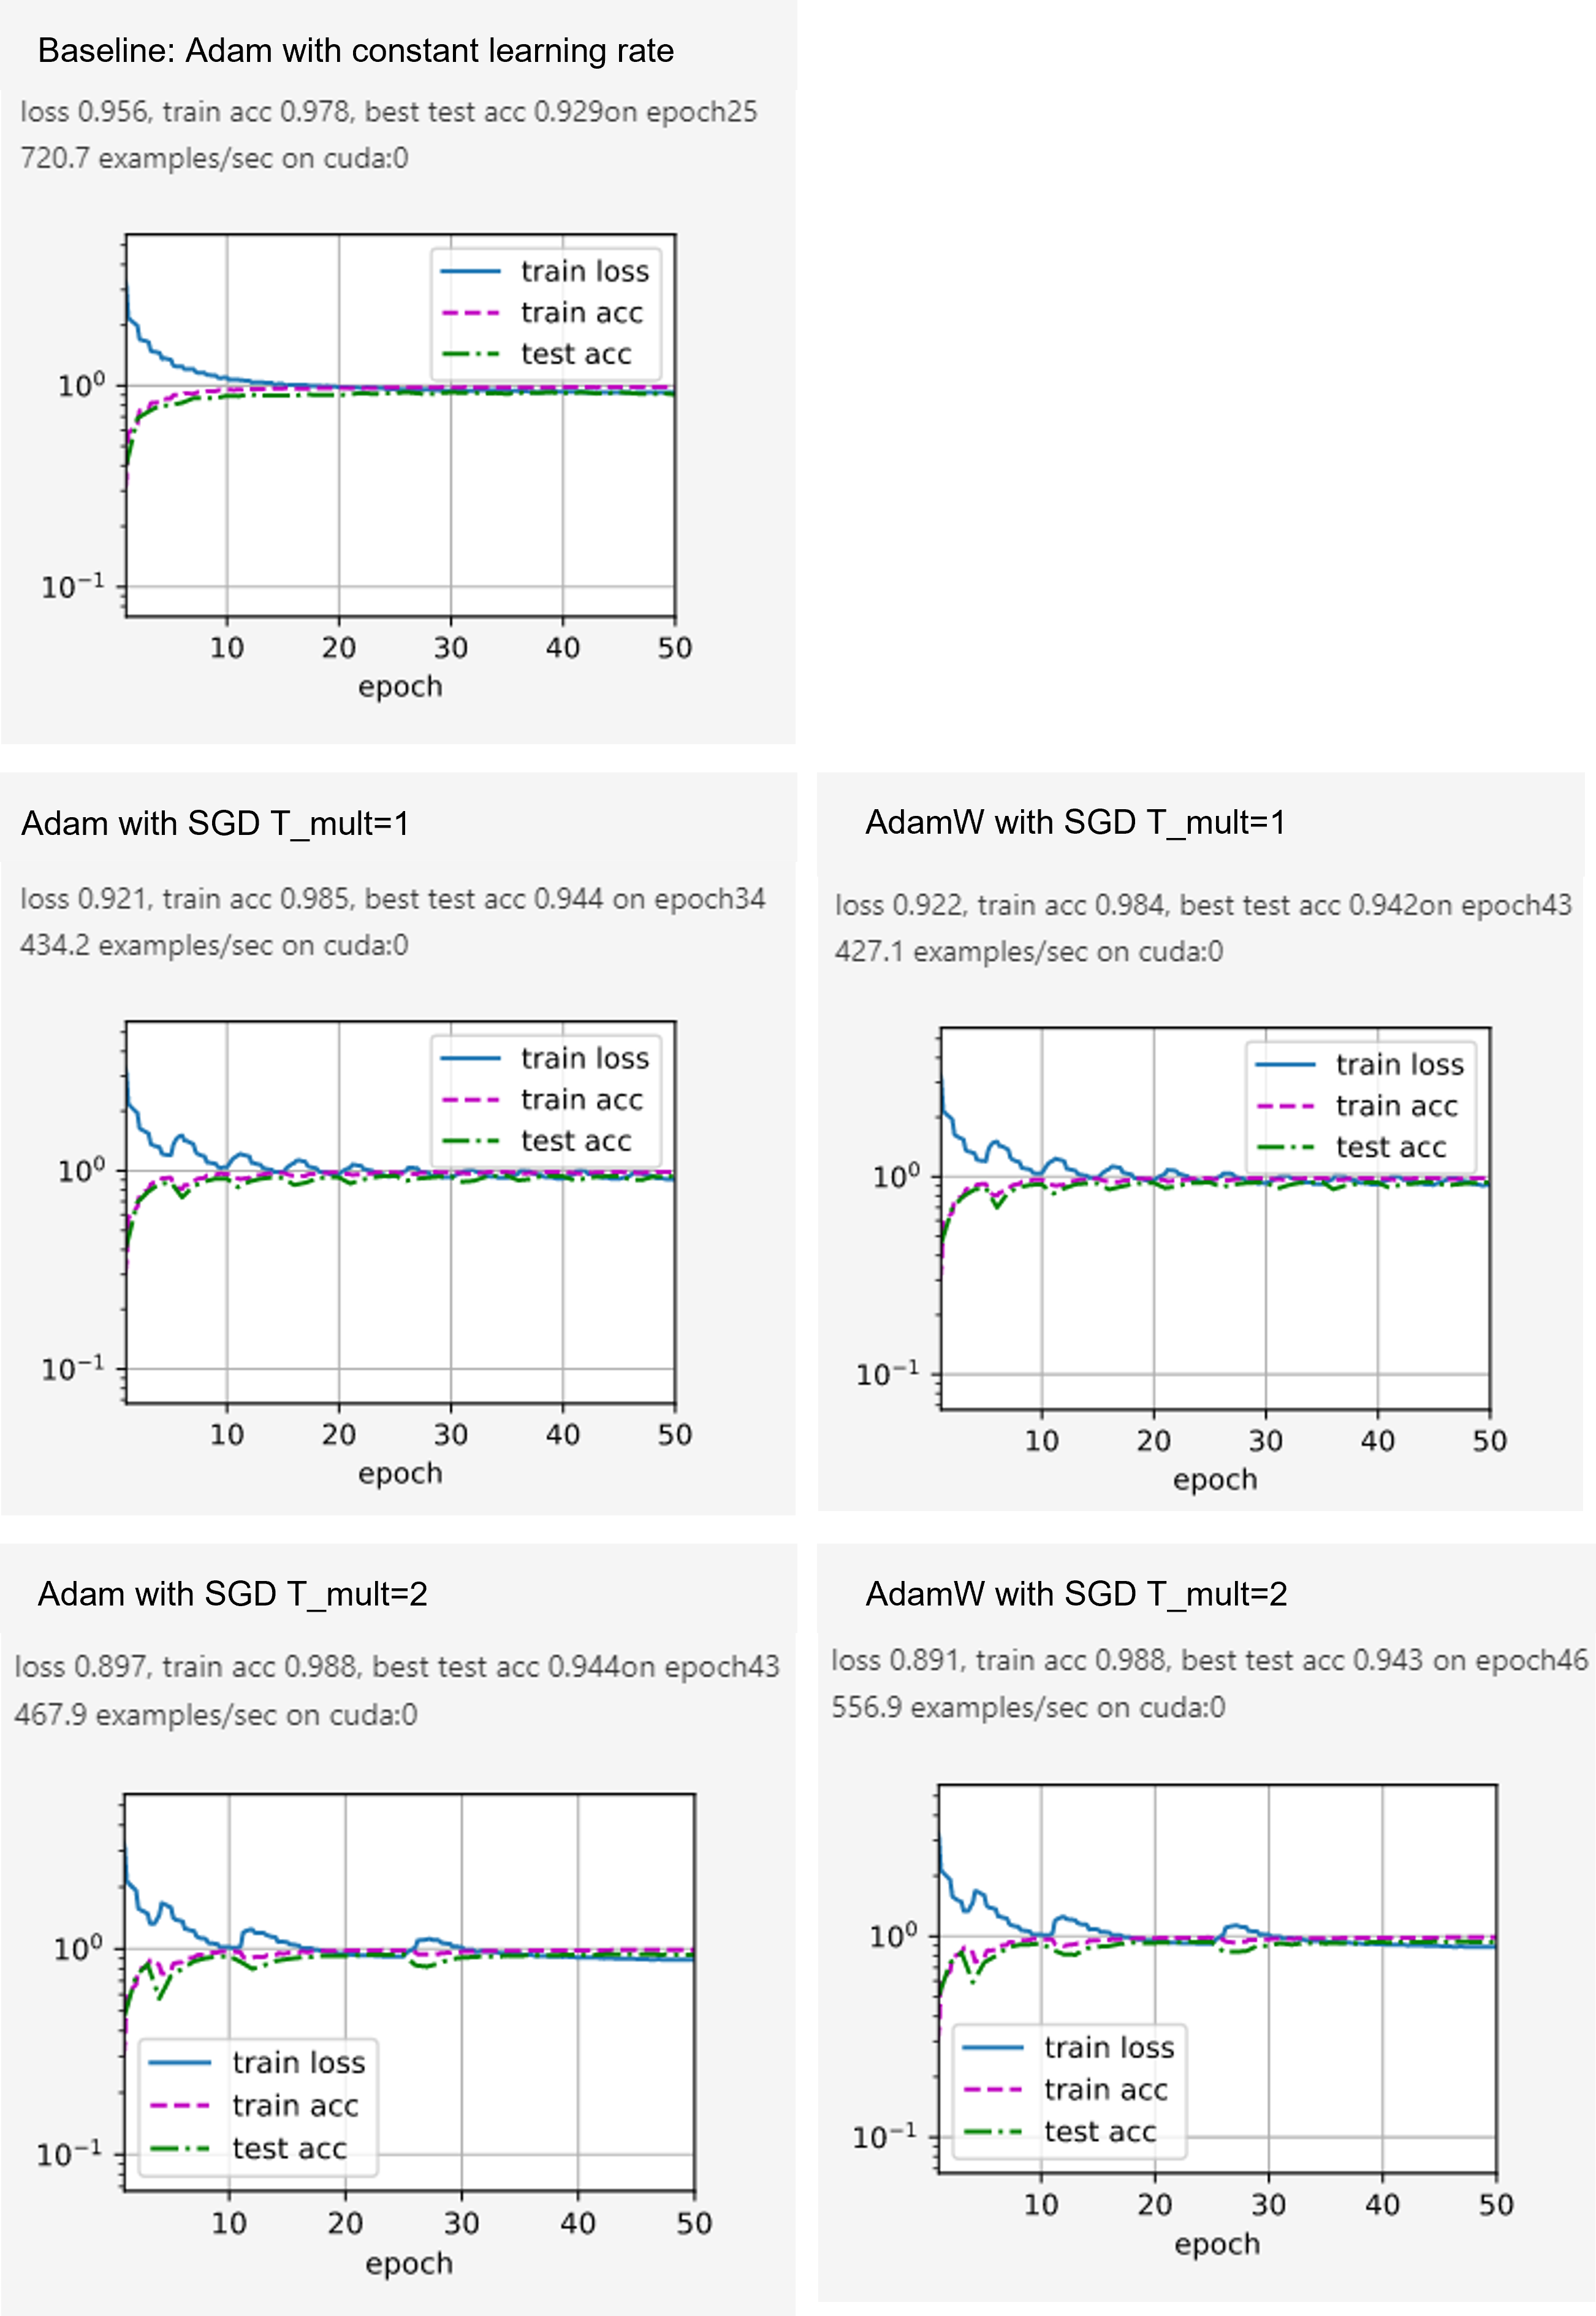 Baseline: Adam with constant learning rate
loss 0.956, train acc 0.978, best test acc 0.929on epoch25
720.7 examples/sec on cuda:0
train loss
train acc
test acc
10⁰
10⁻¹
10 20 30 40 50
epoch
Adam with SGD T_mult=1
loss 0.921, train acc 0.985, best test acc 0.944 on epoch34
434.2 examples/sec on cuda:0
train loss
train acc
test acc
10⁰
10⁻¹
10 20 30 40 50
epoch
AdamW with SGD T_mult=1
loss 0.922, train acc 0.984, best test acc 0.942on epoch43
427.1 examples/sec on cuda:0
train loss
train acc
test acc
10⁰
10⁻¹
10 20 30 40 50
epoch
Adam with SGD T_mult=2
loss 0.897, train acc 0.988, best test acc 0.944on epoch43
467.9 examples/sec on cuda:0
10⁰
train loss
train acc
test acc
10⁻¹
10 20 30 40 50
epoch
AdamW with SGD T_mult=2
loss 0.891, train acc 0.988, best test acc 0.943 on epoch46
556.9 examples/sec on cuda:0
10⁰
train loss
train acc
test acc
10⁻¹
10 20 30 40 50
epoch